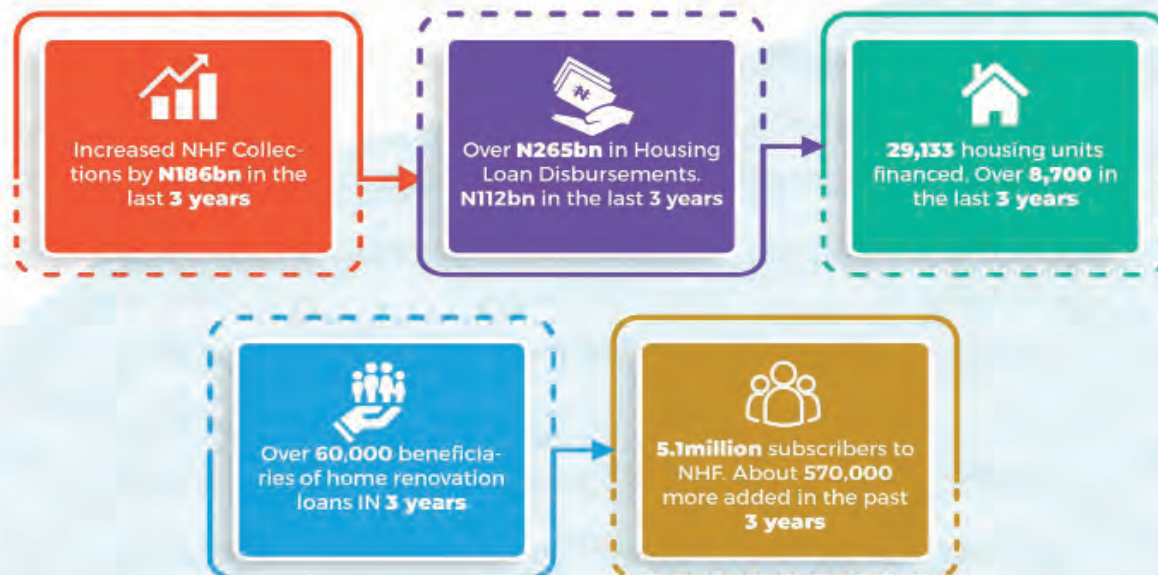 Increased NHF Collec-
tions by N186bn in the
last 3 years
Over N265bn in Housing
Loan Disbursements.
N112bn in the last 3 years
29,133 housing units
financed. Over 8,700 in
the last 3 years
Over 60,000 beneficia-
ries of home renovation
loans IN 3 years
5.1million subscribers to
NHF. About 570,000
more added in the past
3 years